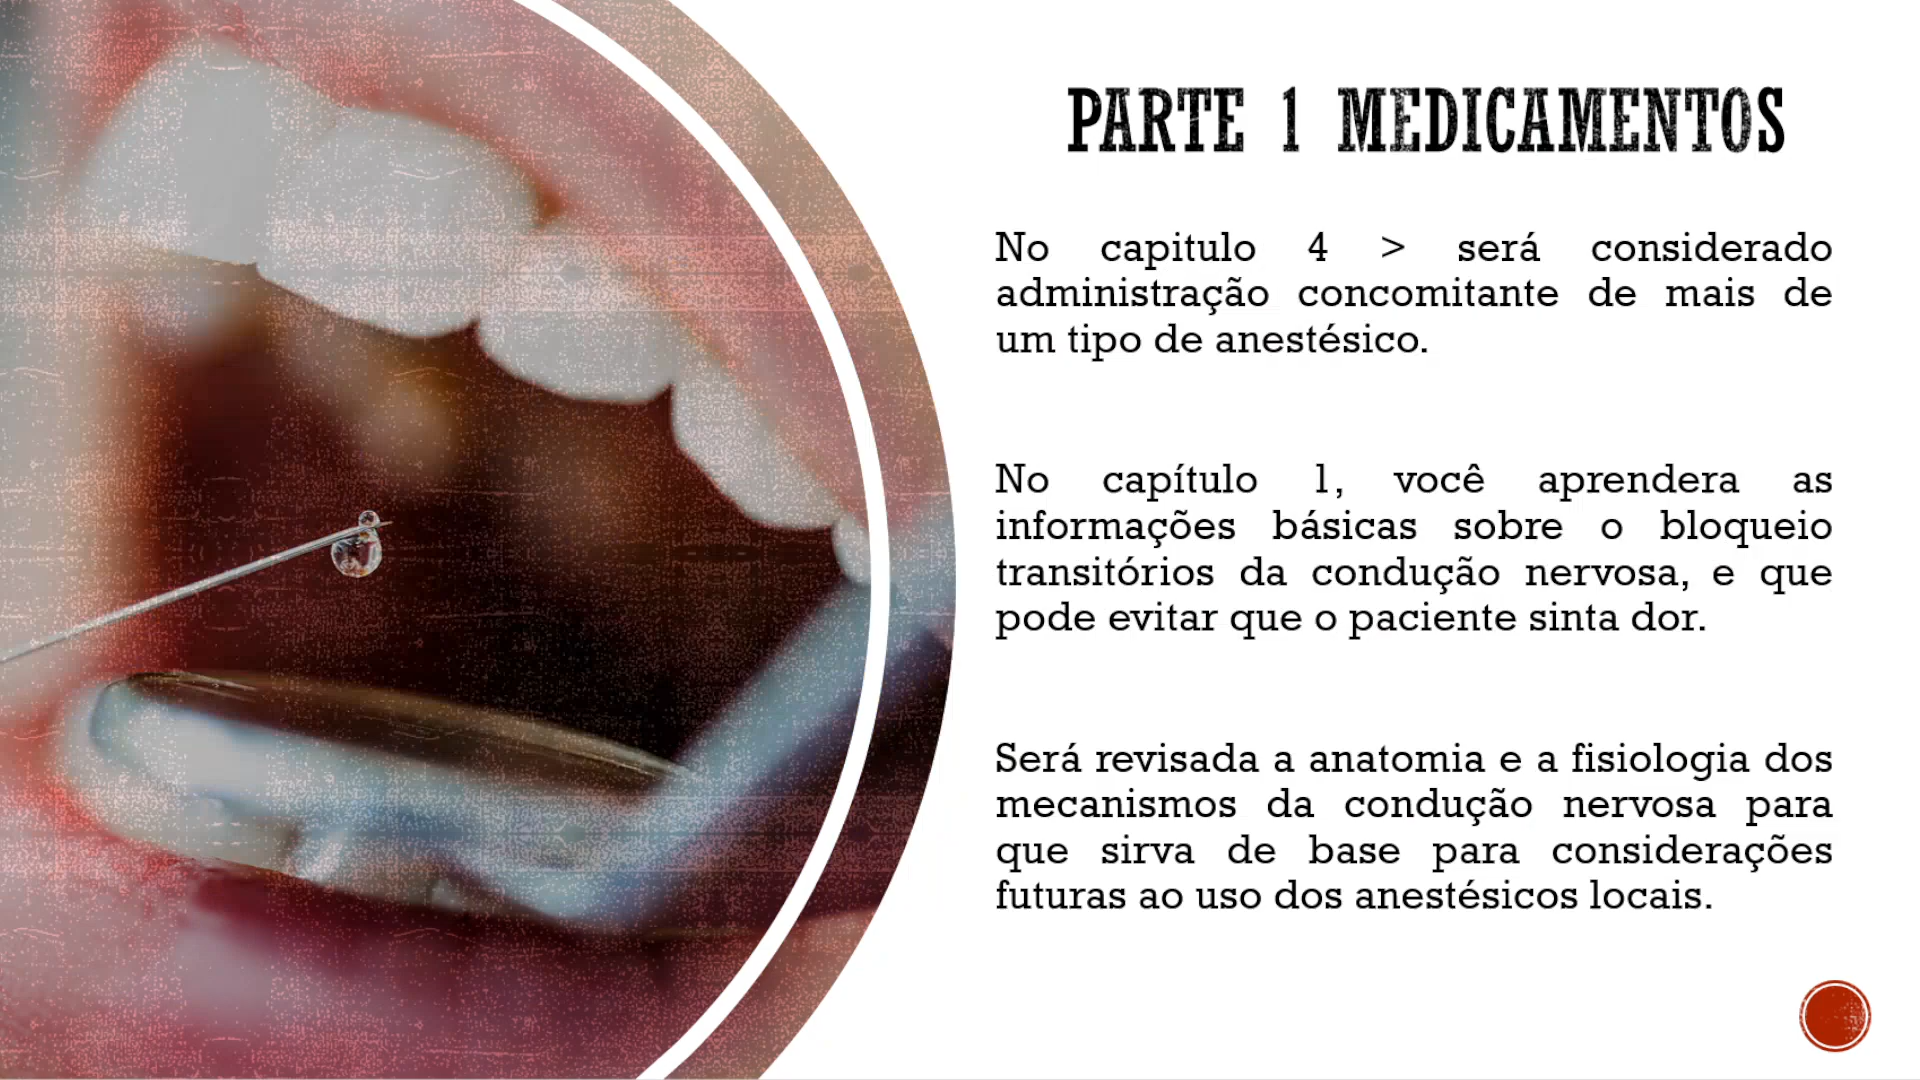 PARTE 1 MEDICAMENTOS
No capitulo 4 > será considerado
administração concomitante de mais de
um tipo de anestésico.
No capítulo 1, você aprendera as
informações básicas sobre o bloqueio
transitórios da condução nervosa, e que
pode evitar que o paciente sinta dor.
Será revisada a anatomia e a fisiologia dos
mecanismos da condução nervosa para
que sirva de base para considerações
futuras ao uso dos anestésicos locais.